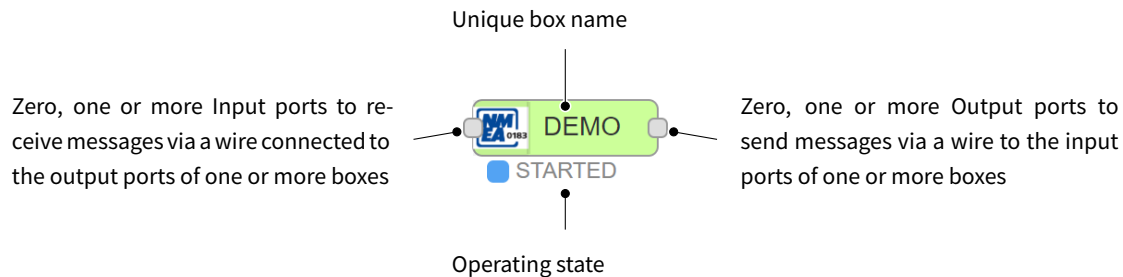 Unique box name
Zero, one or more Input ports to re-
ceive messages via a wire connected to
the output ports of one or more boxes
NM
EA 0183
DEMO
STARTED
Zero, one or more Output ports to
send messages via a wire to the input
ports of one or more boxes
Operating state